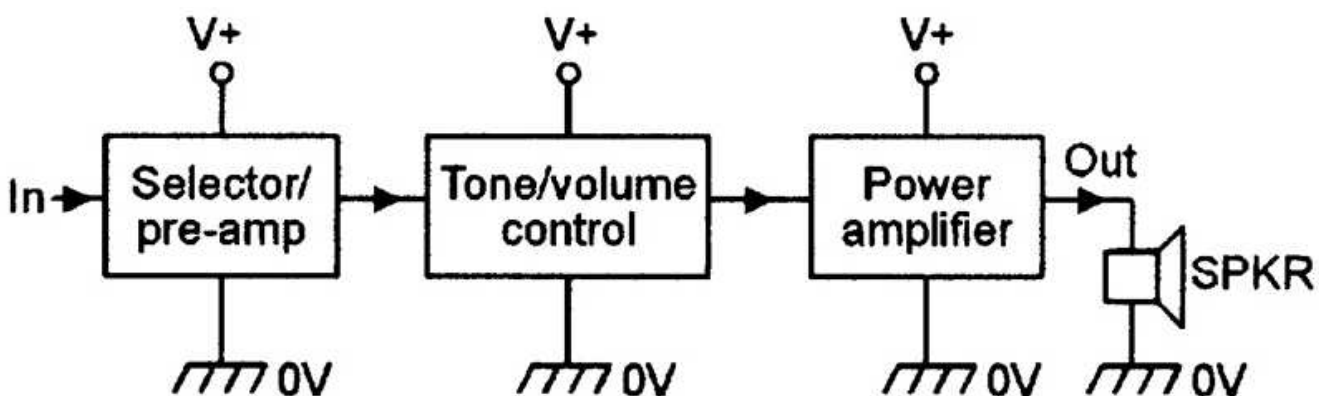 V+
V+
V+
In
Selector/
pre-amp
Tone/volume
control
Power
amplifier
Out
SPKR
0V
0V
0V
0V